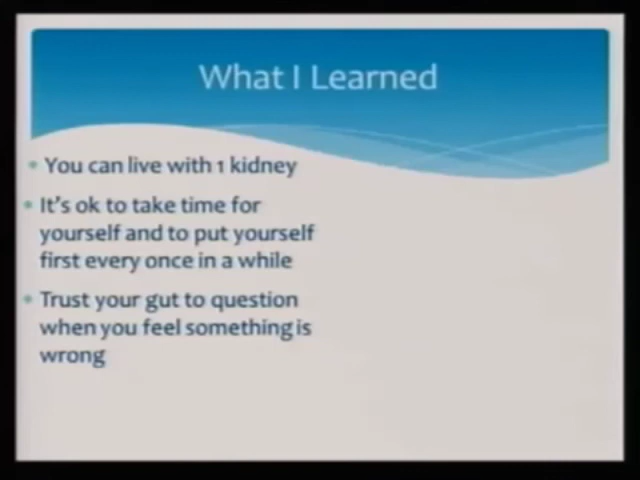 What I Learned
You can live with 1 kidney
It's ok to take time for
yourself and to put yourself
first every once in a while
Trust your gut to question
when you feel something is
wrong